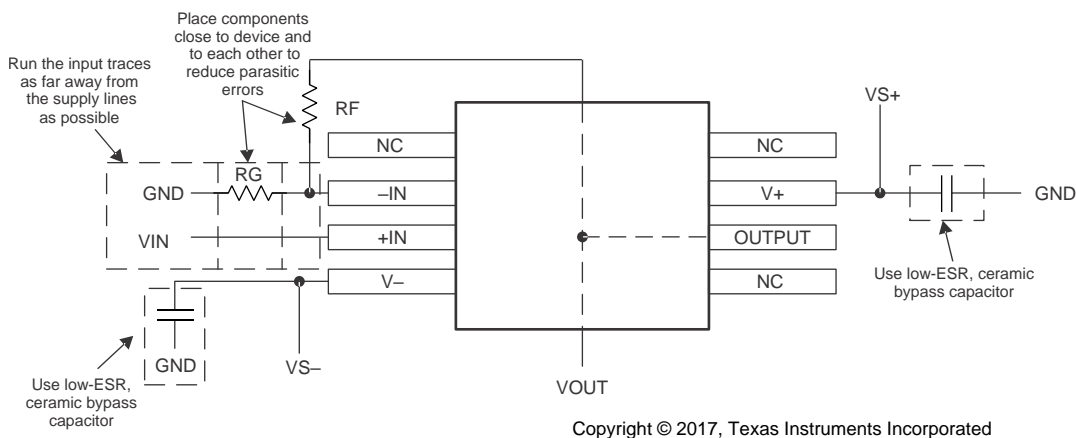 Place components
close to device and
to each other to
reduce parasitic
errors
Run the input traces
as far away from
the supply lines
as possible
RF
VS+
NC
NC
RG
GND
–IN
V+
GND
VIN
+IN
OUTPUT
V–
NC
Use low-ESR, ceramic
bypass capacitor
GND
VS–
VOUT
Use low-ESR,
ceramic bypass
capacitor
Copyright © 2017, Texas Instruments Incorporated